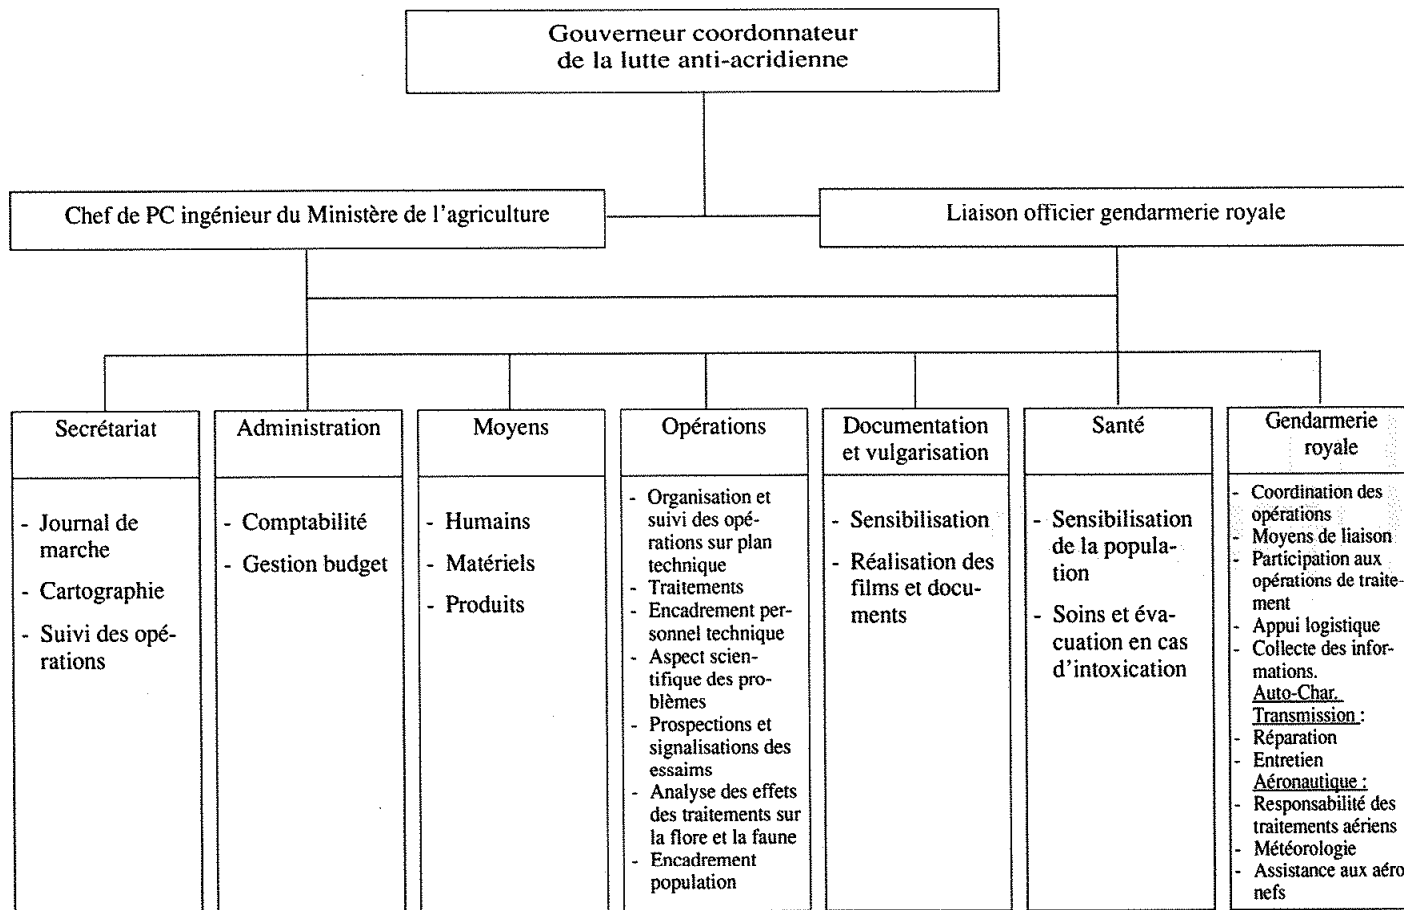 Gouverneur coordonnateur
de la lutte anti-acridienne
Chef de PC ingénieur du Ministère de l'agriculture
Liaison officier gendarmerie royale
Secrétariat
- Journal de
marche
- Cartographie
- Suivi des opé-
rations
Administration
- Comptabilité
- Gestion budget
Moyens
- Humains
- Matériels
- Produits
Opérations
- Organisation et
suivi des opé-
rations sur plan
technique
- Traitements
- Encadrement per-
sonnel technique
- Aspect scien-
tifique des pro-
blèmes
- Prospections et
signalisations des
essaims
- Analyse des effets
des traitements sur
la flore et la faune
- Encadrement
population
Documentation
et vulgarisation
- Sensibilisation
- Réalisation des
films et docu-
ments
Santé
- Sensibilisation
de la popula-
tion
- Soins et éva-
cuation en cas
d'intoxication
Gendarmerie
royale
- Coordination des
opérations
- Moyens de liaison
- Participation aux
opérations de traite-
ment
- Appui logistique
- Collecte des infor-
mations.
Auto-Char.
Transmission :
- Réparation
- Entretien
Aéronautique :
- Responsabilité des
traitements aériens
- Météorologie
- Assistance aux aéro
nefs